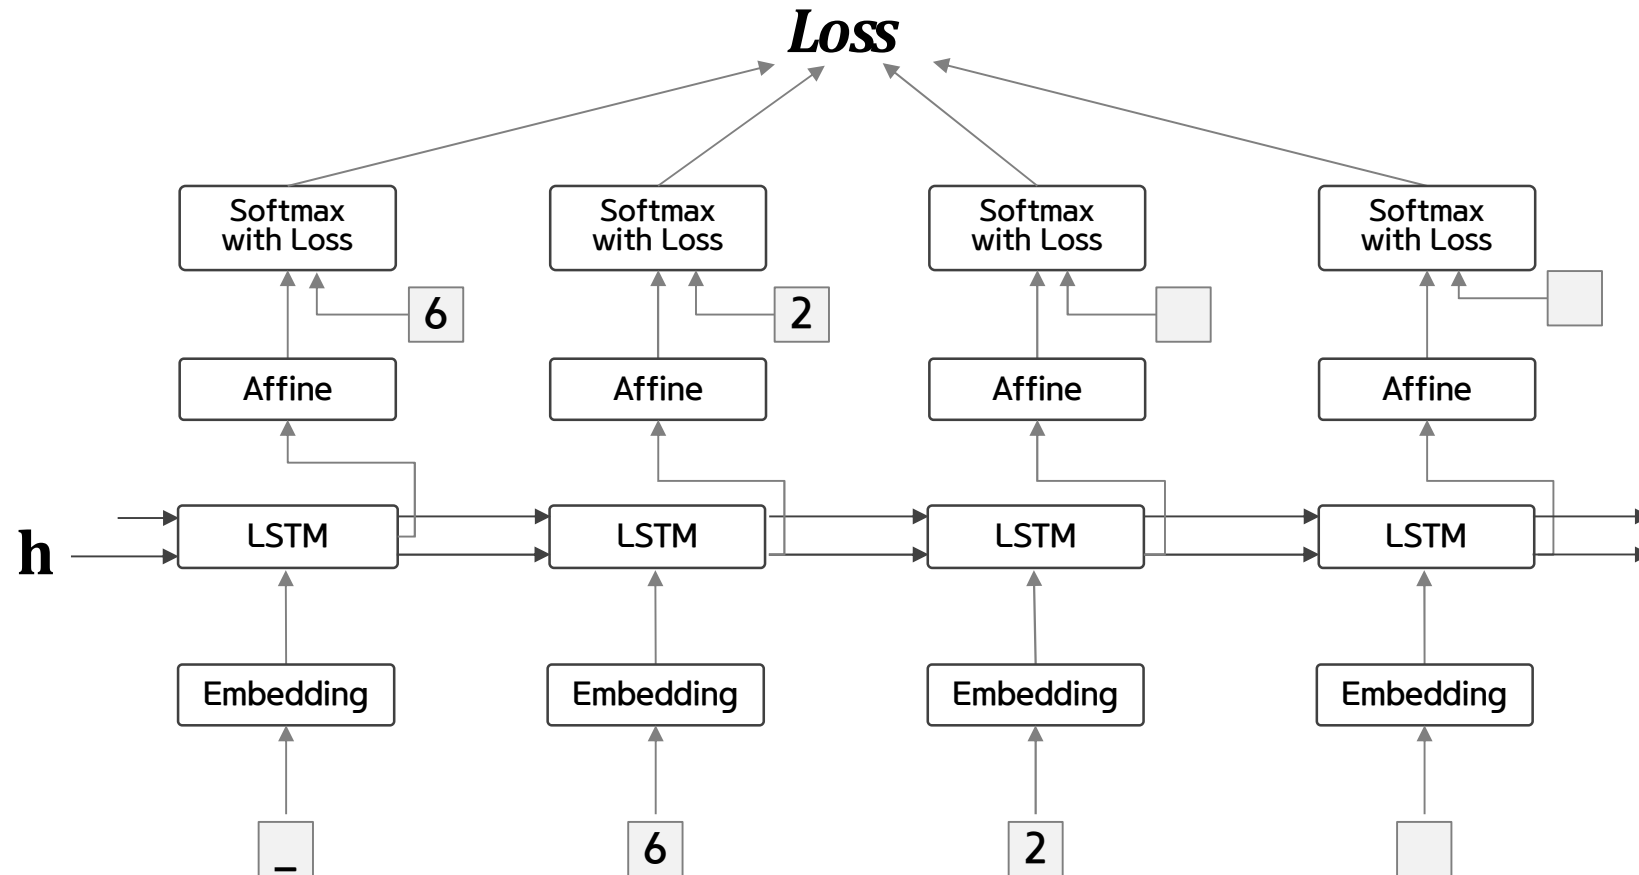 Loss
Softmax
with Loss
Softmax
with Loss
Softmax
with Loss
Softmax
with Loss
6
2
Affine
Affine
Affine
Affine
h
LSTM
LSTM
LSTM
LSTM
Embedding
Embedding
Embedding
Embedding
_
6
2